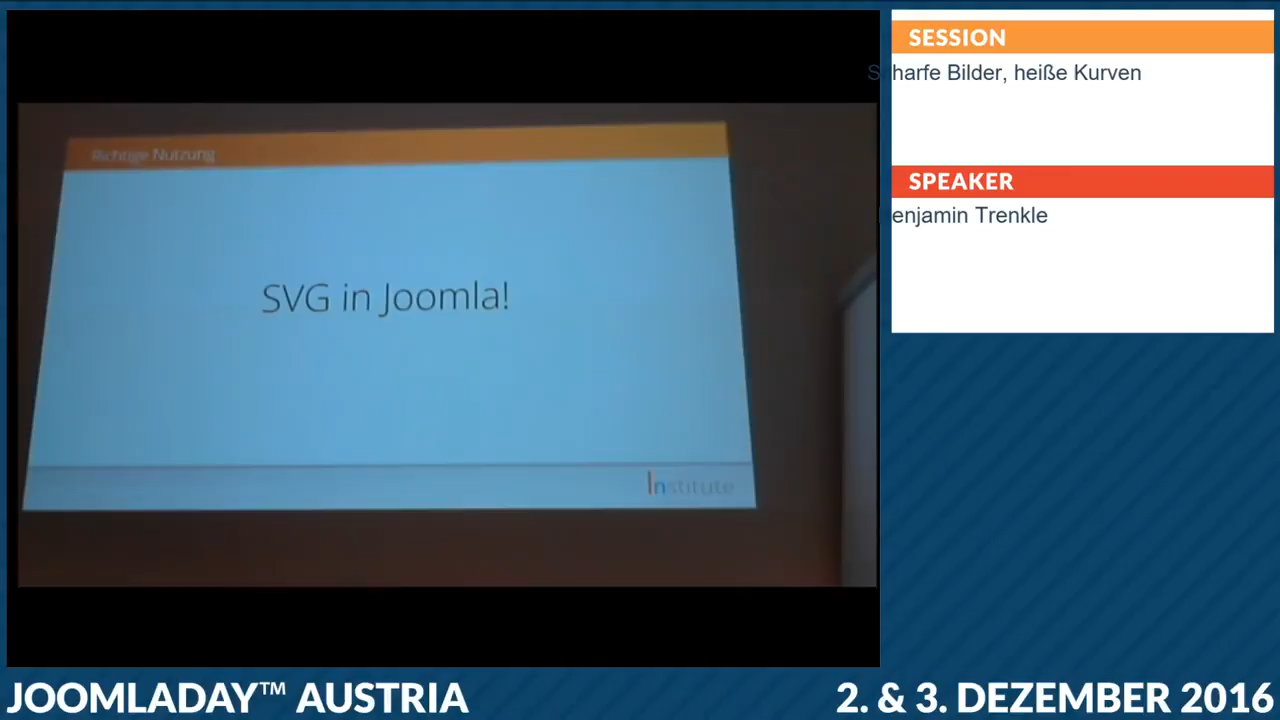 SESSION
Scharfe Bilder, heiße Kurven
SPEAKER
enjamin Trenkle
Richtige Nutzung
SVG in Joomla!
Institute
JOOMLADAY™ AUSTRIA
2. & 3. DEZEMBER 2016